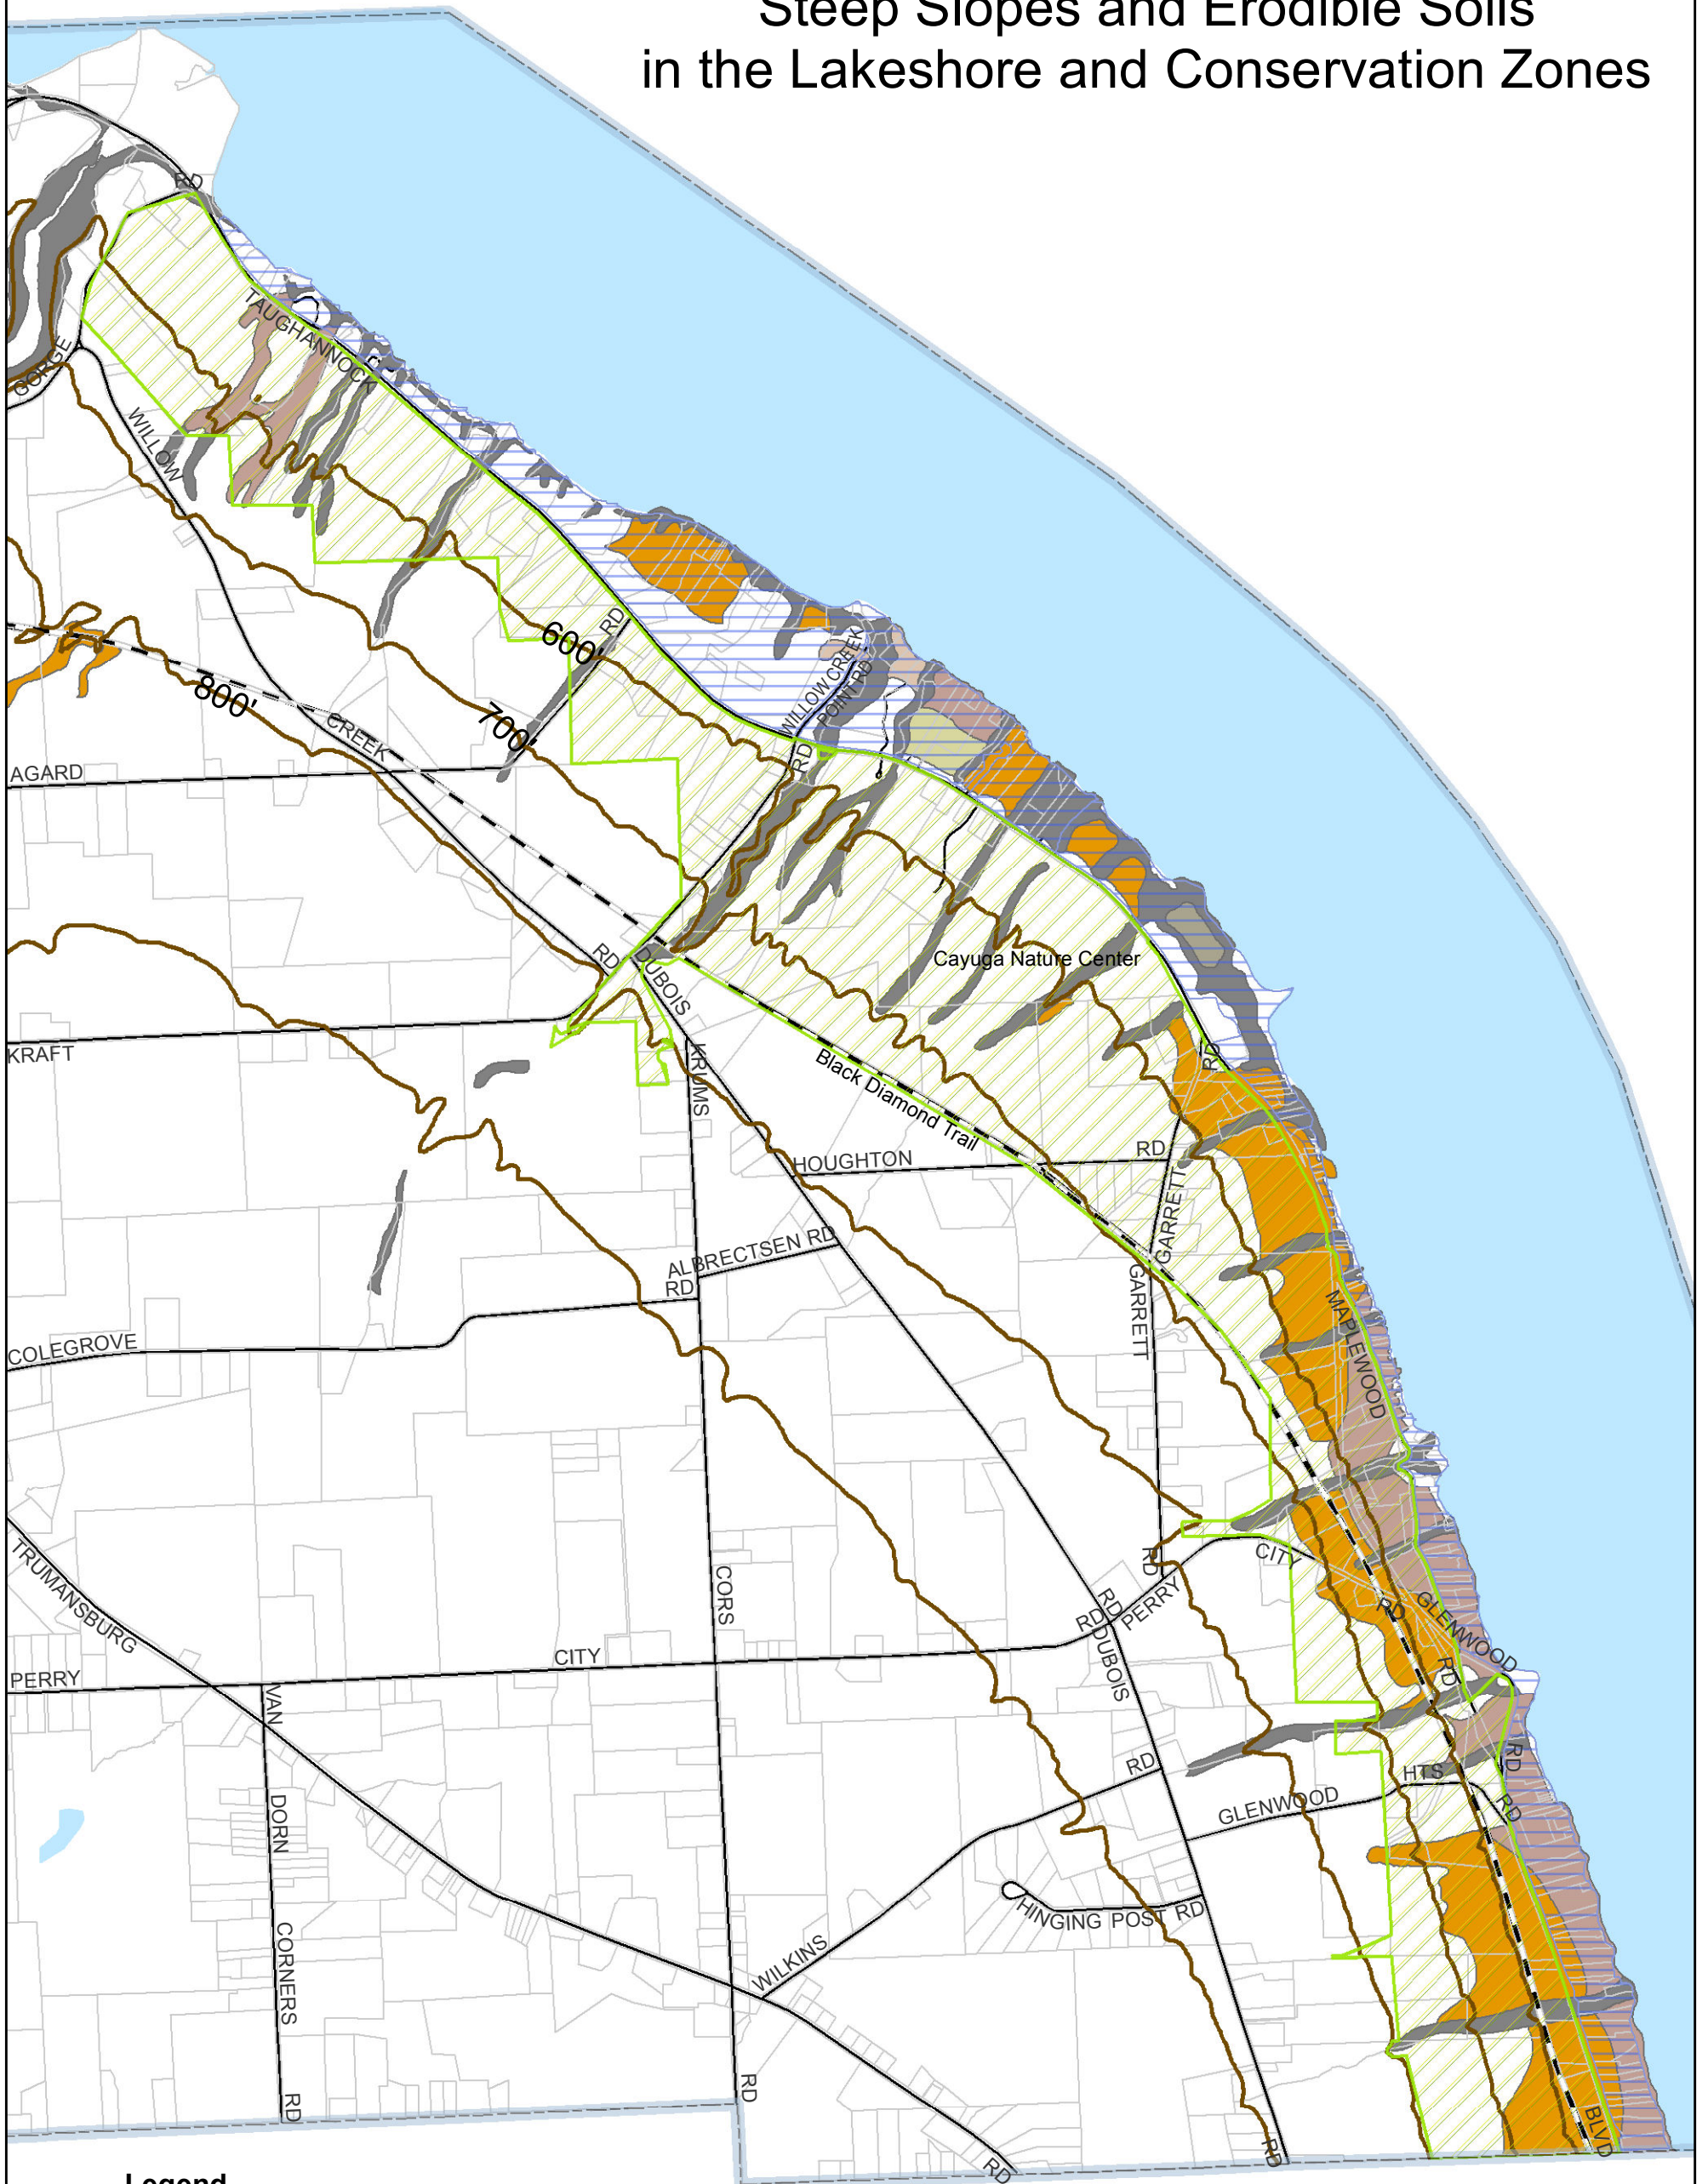 Steep Slopes and Erodible Soils
in the Lakeshore and Conservation Zones
RD
TAUGHANNOCK
GORGE
WILLOW
RD
600'
WILLOW CREEK
POINT RD
800'
700'
CREEK
RD
AGARD
RD
DUBOIS
Cayuga Nature Center
KRAFT
RD
KRUMS
Black Diamond Trail
HOUGHTON
RD
GARRETT
ALBRECTSEN RD
RD
GARRETT
MAPLEWOOD
COLEGROVE
TRUMANSBURG
CORS
RD
CITY
PERRY
RD
RD
RD
GLENWOOD
PERRY
CITY
DUBOIS
RD
VAN
RD
RD
HTS
GLENWOOD
RD
DORN
HINGING POST RD
CORNERS
WILKINS
RD
RD
BLVD
RD
RD
Legend